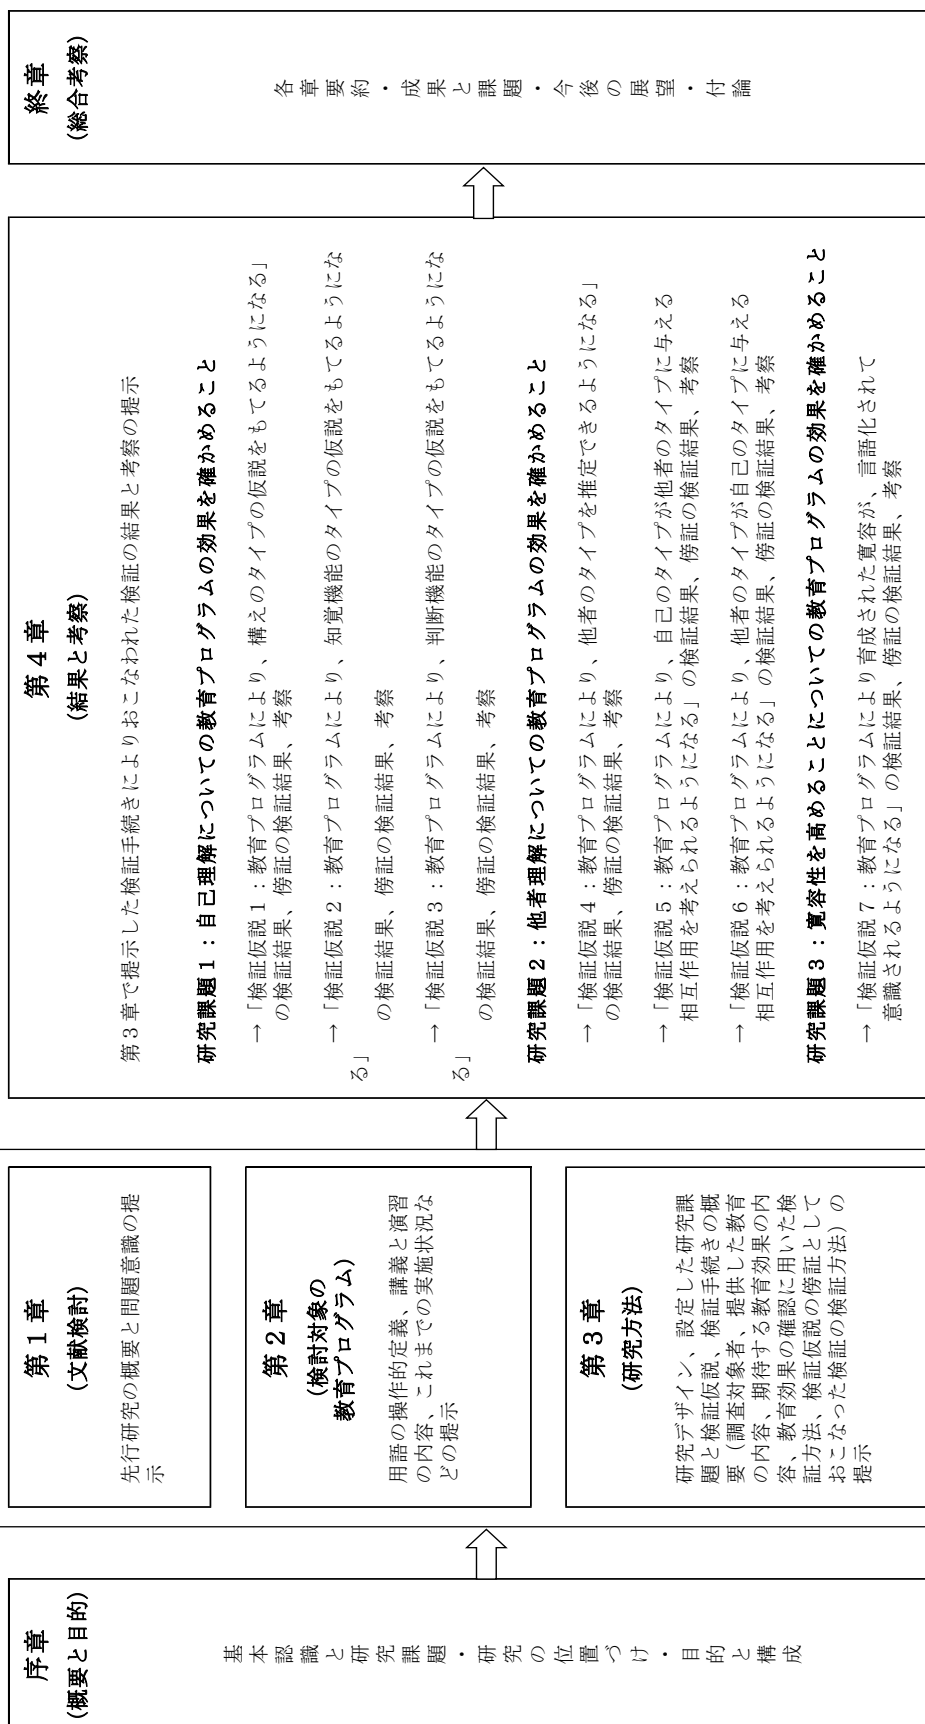 序章
(概要と目的)
基本認識と研究課題・研究の位置づけ・目的と構成
第1章
(文献検討)
先行研究の概要と問題意識の提
示
第2章
(検討対象の
教育プログラム)
用語の操作的定義、講義と演習
の内容、これまでの実施状況な
どの提示
第3章
(研究方法)
研究デザイン、設定した研究課
題と検証仮説、検証手続きの概
要（調査対象者、提供した教育
の内容、期待する教育効果の内
容、教育効果の確認に用いた検
証方法、検証仮説の傍証として
おこなった検証の検証方法）の
提示
第4章
(結果と考察)
第3章で提示した検証手続きによりおこなわれた検証の結果と考察の提示
研究課題1：自己理解についての教育プログラムの効果を確かめること
→「検証仮説1：教育プログラムにより、構えのタイプの仮説をもてるようになる」
の検証結果、傍証の検証結果、考察
→「検証仮説2：教育プログラムにより、知覚機能のタイプの仮説をもてるようにな
る」
の検証結果、傍証の検証結果、考察
→「検証仮説3：教育プログラムにより、判断機能のタイプの仮説をもてるようにな
る」
の検証結果、傍証の検証結果、考察
研究課題2：他者理解についての教育プログラムの効果を確かめること
→「検証仮説4：教育プログラムにより、他者のタイプを推定できるようになる」
の検証結果、傍証の検証結果、考察
→「検証仮説5：教育プログラムにより、自己のタイプが他者のタイプに与える
相互作用を考えられるようになる」の検証結果、傍証の検証結果、考察
→「検証仮説6：教育プログラムにより、他者のタイプが自己のタイプに与える
相互作用を考えられるようになる」の検証結果、傍証の検証結果、考察
研究課題3：寛容性を高めることについての教育プログラムの効果を確かめること
→「検証仮説7：教育プログラムにより育成された寛容が、言語化されて
意識されるようになる」の検証結果、傍証の検証結果、考察
終章
(総合考察)
各章要約・成果と課題・今後の展望・付論